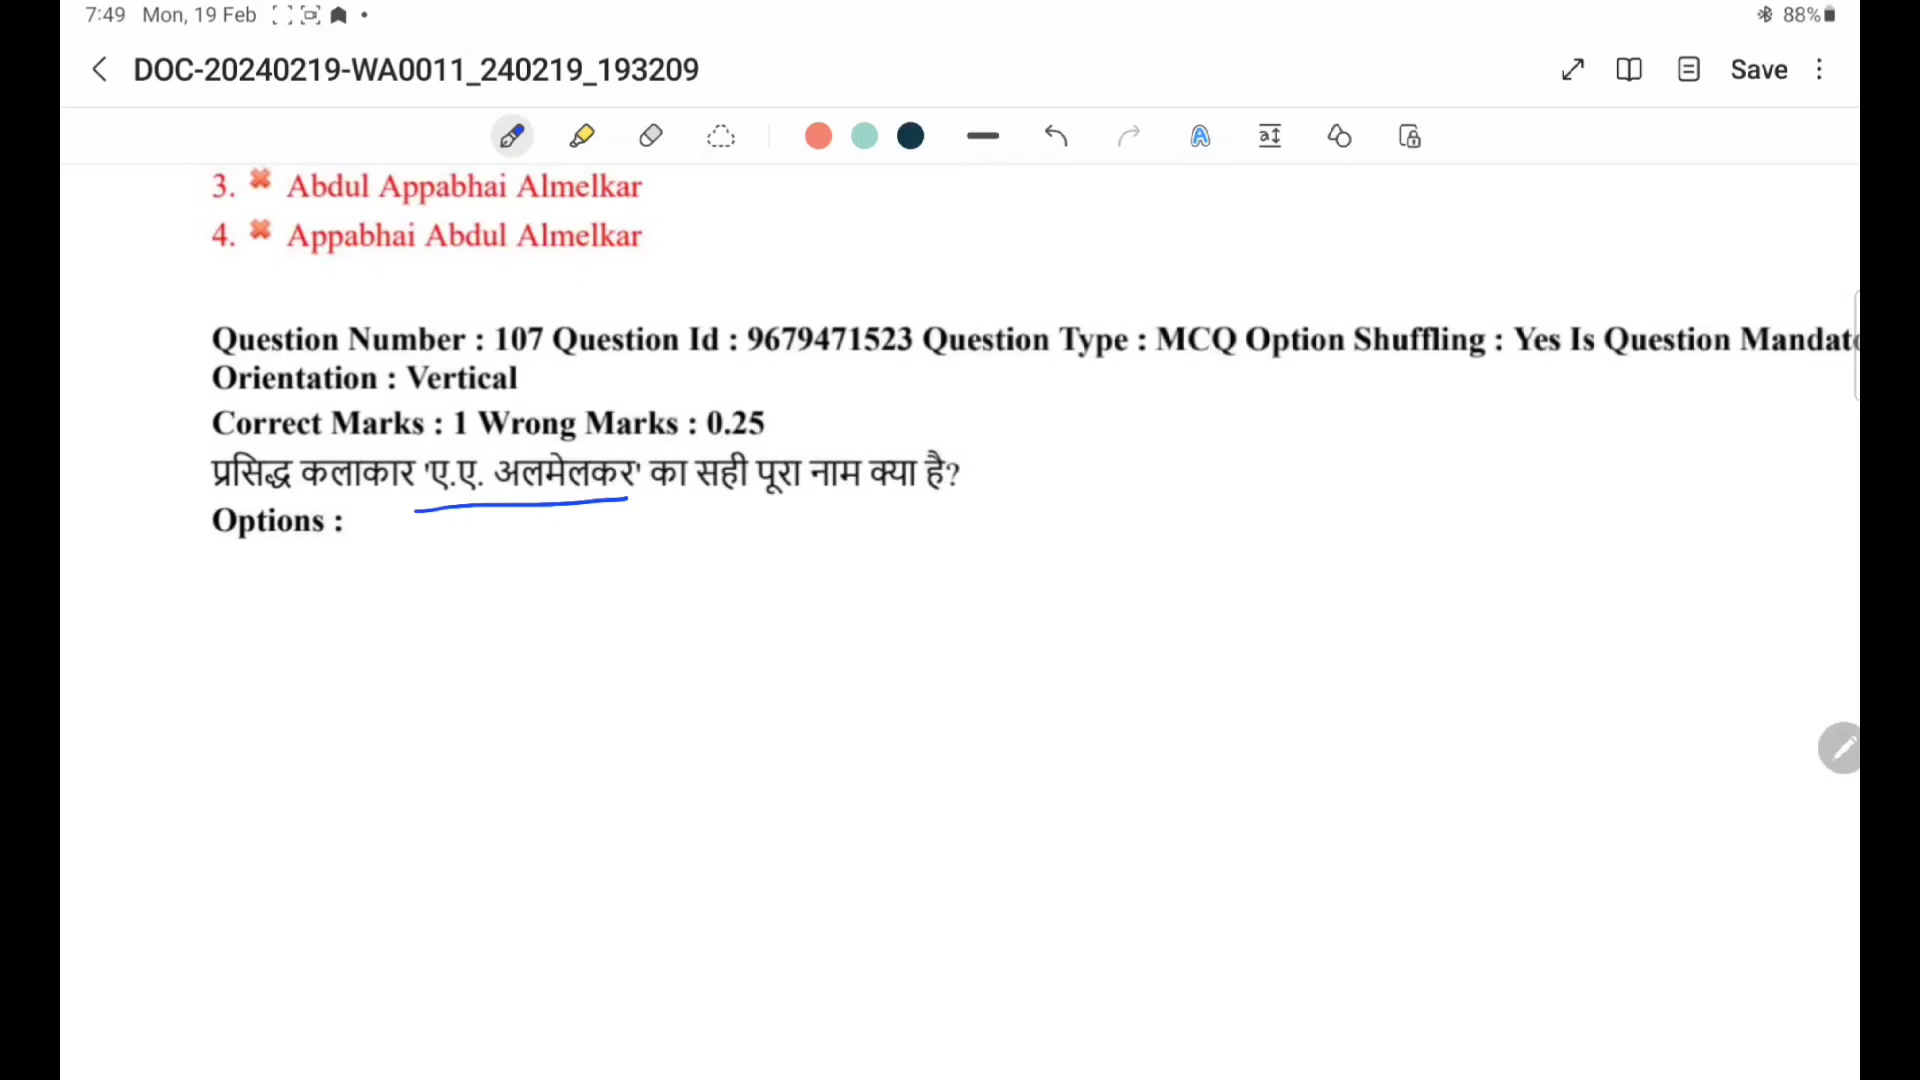 7:49 Mon, 19 Feb
88%
DOC-20240219-WA0011_240219_193209
Save
3. Abdul Appabhai Almelkar
4. Appabhai Abdul Almelkar
Question Number : 107 Question Id : 9679471523 Question Type : MCQ Option Shuffling : Yes Is Question
Orientation : Vertical
Correct Marks : 1 Wrong Marks : 0.25
प्रसिद्ध कलाकार 'ए.ए. अलमेलकर' का सही पूरा नाम क्या है?
Options :